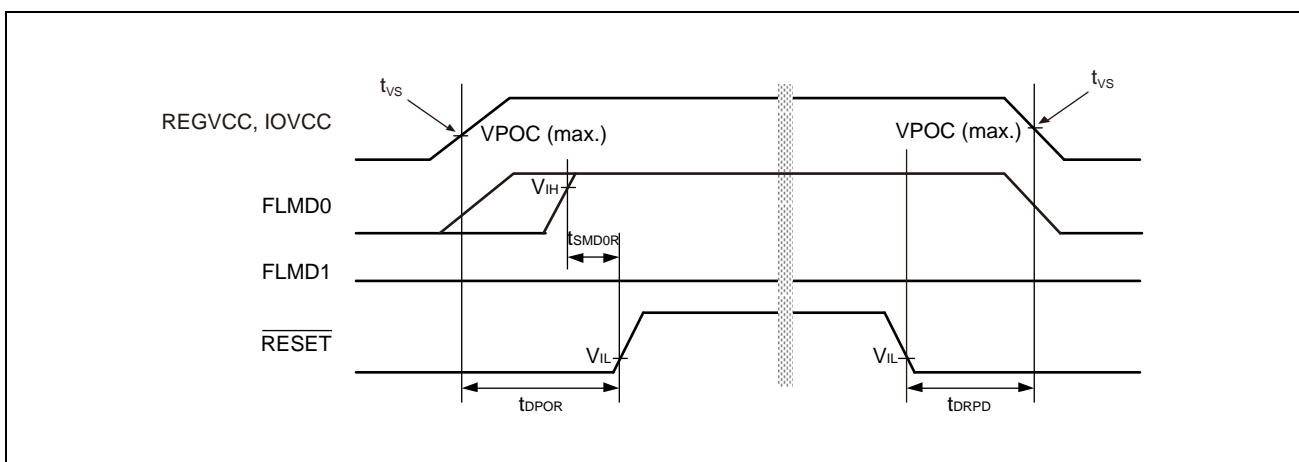 tVS
tVS
REGVCC, IOVCC
VPOC (max.)
VPOC (max.)
VIH
FLMD0
tSMD0R
FLMD1
RESET
VIL
VIL
tDPOR
tDRPD